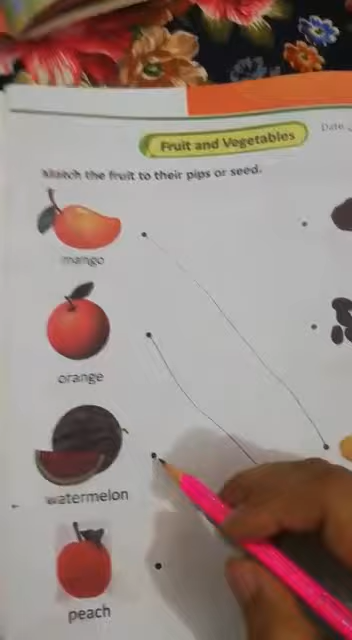 Date
Fruit and Vegetables
Match the fruit to their pips or seed.
mango
orange
watermelon
peach